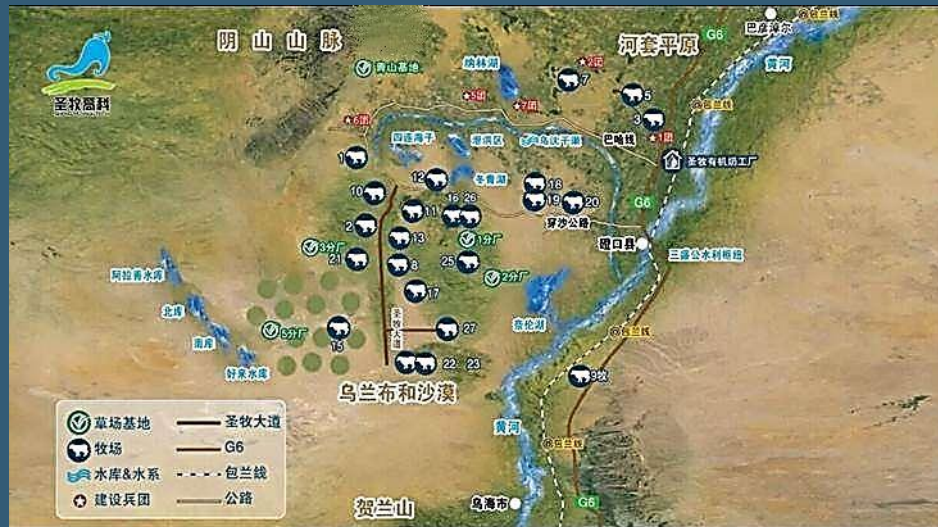 圣牧高科
阴山山脉
河套平原
G6
巴彦淖尔
包兰线
黄河
青山基地
纳林湖
2团
7
5
5团
7团
包兰线
6团
3
1团
四连海子
泄洪区
乌沈干渠
巴哈线
圣牧有机奶工厂
1
12
冬青湖
18
10
11
16 26
19
20
G6
穿沙公路
2
13
1分厂
磴口县
3分厂
21
8
25
三盛公水利枢纽
阿拉善水库
2分厂
17
奈伦湖
北库
圣牧大道
5分厂
15
27
包兰线
南库
好来水库
22 23
9牧
乌兰布和沙漠
草场基地
圣牧大道
黄河
牧场
G6
包兰线
水库&水系
包兰线
建设兵团
公路
贺兰山
乌海市
G6